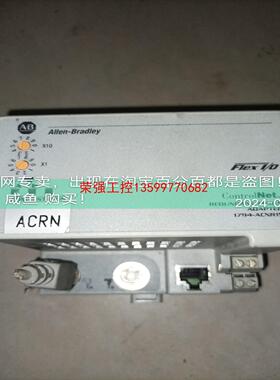 AB
Allen-Bradley
X10
X1
Flex I/O
网专卖，出现在淘宝百分百都是盗图！
荣强工控13599770682
ControlNet
咸鱼 购买)
2024-0
ADAPTER
ACRN
A